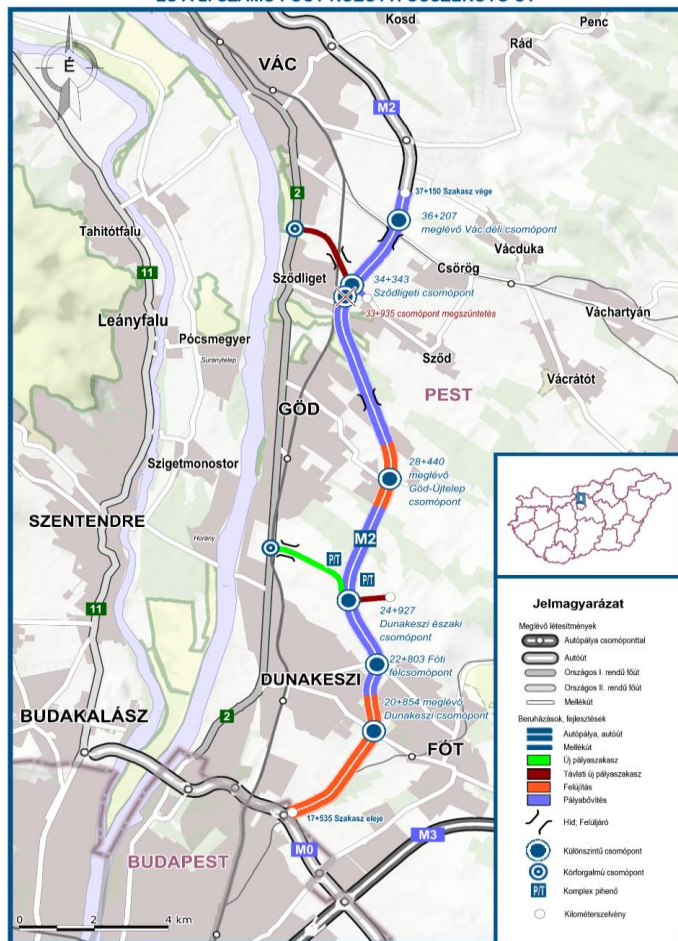 É
VÁC
Kosd
Penc
Rád
M2
37+150 Szakasz vége
2
36+207
meglévő Vác déli csomópont
Tahitótfalu
Vácduka
Csörög
11
Sződliget
34+343
Sződligeti csomópont
Váchartyán
33+935 csomópont megszüntetés
Leányfalu
Pócsmegyer
Suránytelep
Sződ
Vácrátót
PEST
GÖD
Szigetmonostor
28+440
meglévő
Göd-Újtelep
csomópont
SZENTENDRE
Horány
M2
P/T
P/T
11
24+927
Dunakeszi északi
csomópont
22+803 Fóti
félcsomópont
DUNAKESZI
20+854 meglévő
Dunakeszi csomópont
BUDAKALÁSZ
2
FÓT
17+535 Szakasz eleje
BUDAPEST
M0
M3
0 2 4 km
Jelmagyarázat
Meglévő létesítmények
Autópálya csomóponttal
Autóút
Országos I. rendű főút
Országos II. rendű főút
Mellékút
Beruházások, fejlesztések
Autópálya, autóút
Mellékút
Új pályaszakasz
Távlati új pályaszakasz
Felújítás
Pályabővítés
Híd; Felüljáró
Különszintű csomópont
Körforgalmú csomópont
P/T Komplex pihenő
Kilométerszelvény